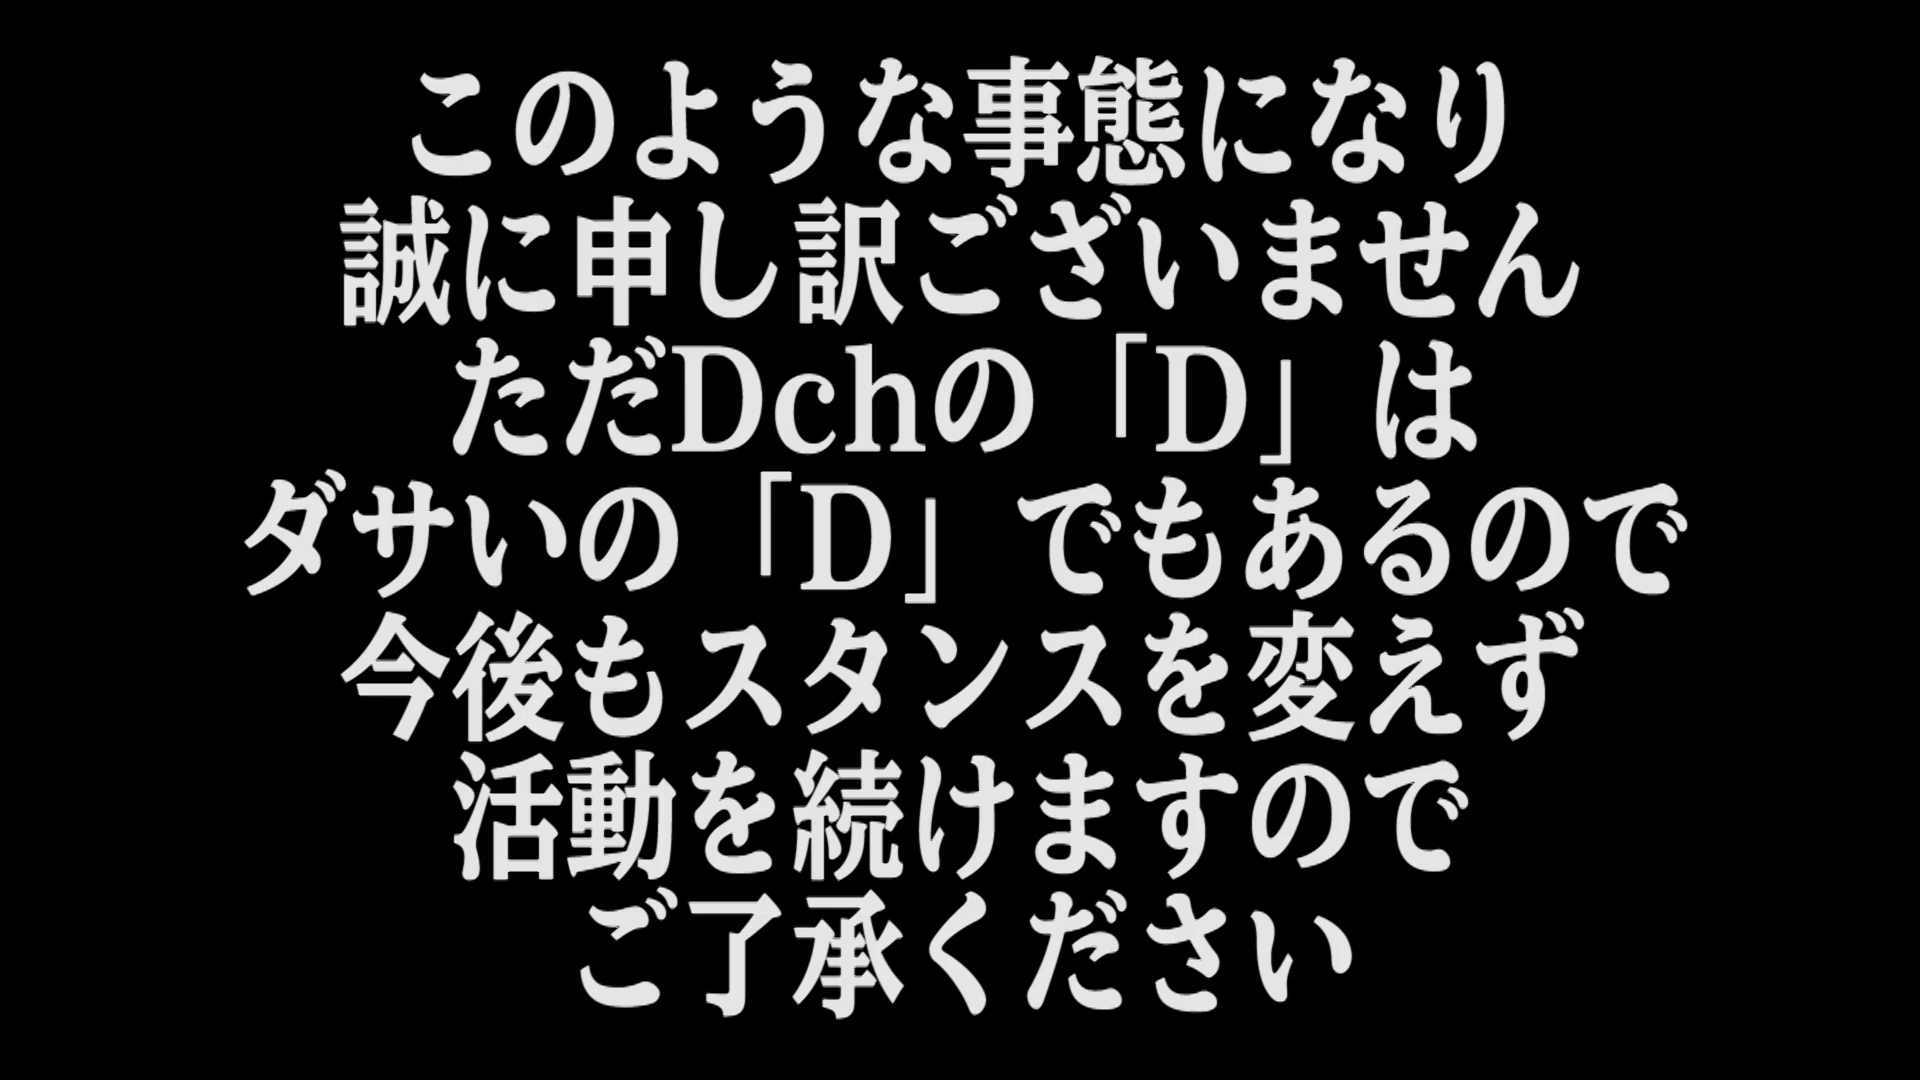 このような事態になり
誠に申し訳ございません
ただDchの「D」は
ダサいの「D」でもあるので
今後もスタンスを変えず
活動を続けますので
ご了承ください